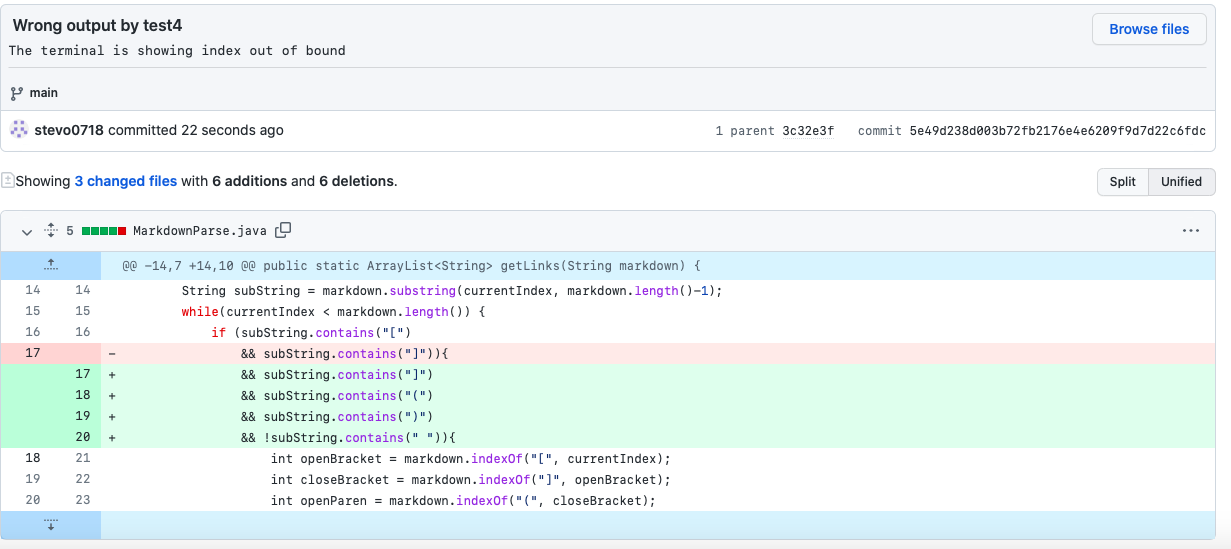 Wrong output by test4
Browse files
The terminal is showing index out of bound
main
stevo0718 committed 22 seconds ago 1 parent 3c32e3f commit 5e49d238d003b72fb2176e4e6209f9d7d22c6fdc
Showing 3 changed files with 6 additions and 6 deletions. Split Unified
5 MarkdownParse.java
@@ -14,7 +14,10 @@ public static ArrayList<String> getLinks(String markdown) {
14 14 String subString = markdown.substring(currentIndex, markdown.length()-1);
15 15 while(currentIndex < markdown.length()) {
16 16 if (subString.contains("[")
17 - && subString.contains("]")){
17 + && subString.contains("]")
18 + && subString.contains("(")
19 + && subString.contains(")")
20 + && !subString.contains(" ")){
18 21 int openBracket = markdown.indexOf("[", currentIndex);
19 22 int closeBracket = markdown.indexOf("]", openBracket);
20 23 int openParen = markdown.indexOf("(", closeBracket);